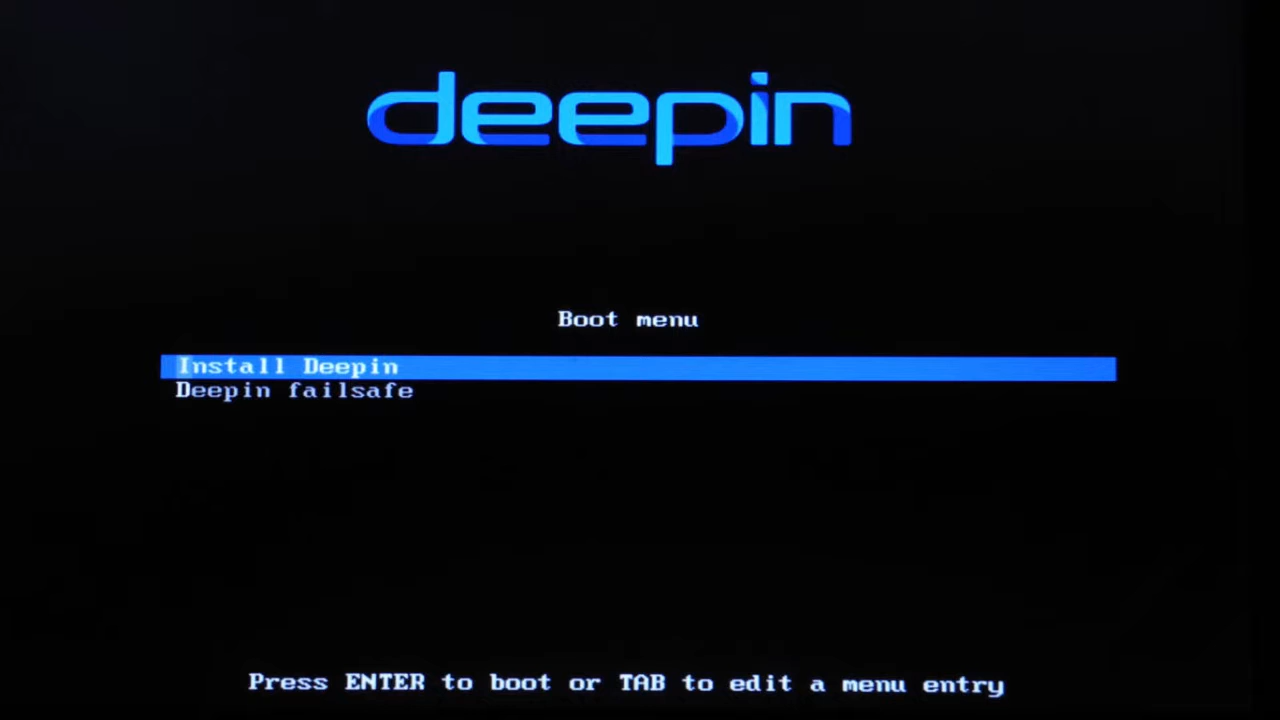 deepin
Boot menu
Install Deepin
Deepin failsafe
Press ENTER to boot or TAB to edit a menu entry